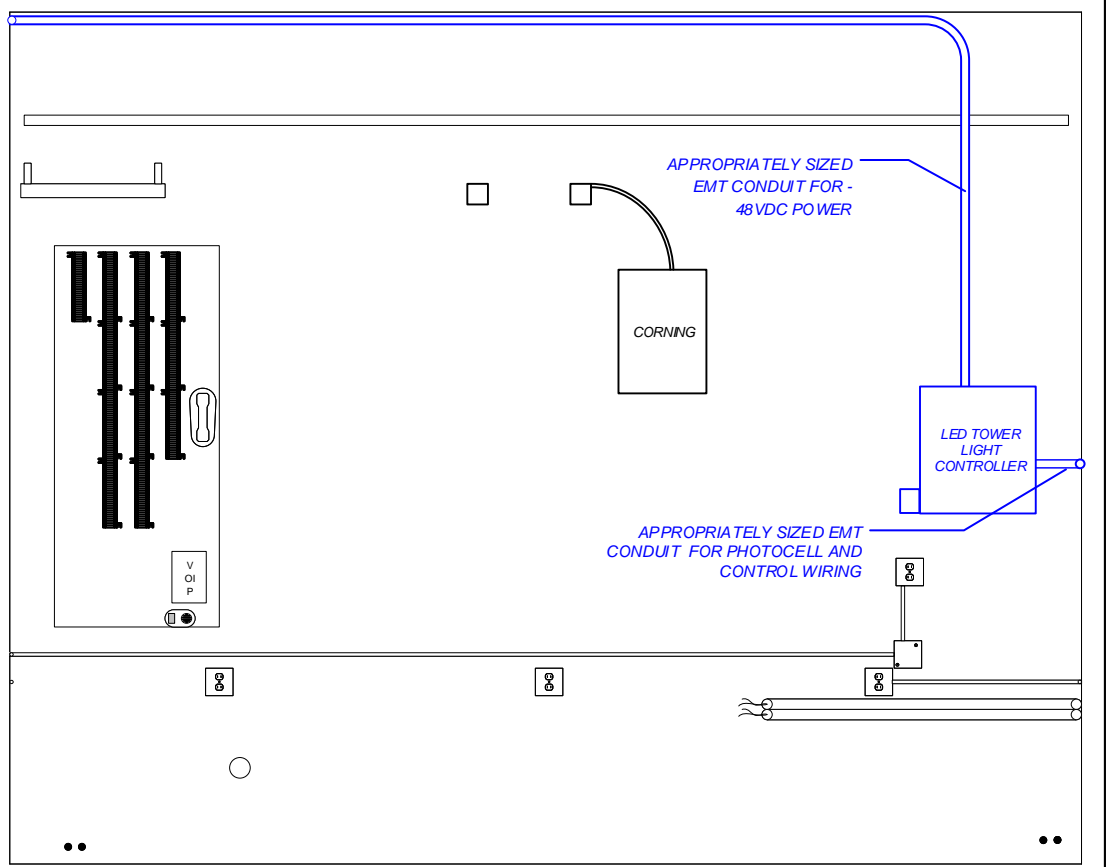 APPROPRIATELY SIZED
EMT CONDUIT FOR -
48VDC POWER
CORNING
LED TOWER
LIGHT
CONTROLLER
APPROPRIATELY SIZED EMT
CONDUIT FOR PHOTOCELL AND
CONTROL WIRING
V
OI
P